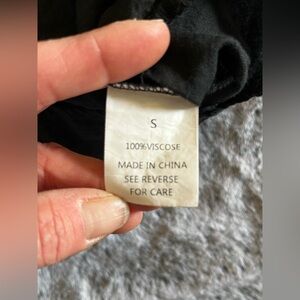 S
100%VISCOSE
MADE IN CHINA
SEE REVERSE
FOR CARE